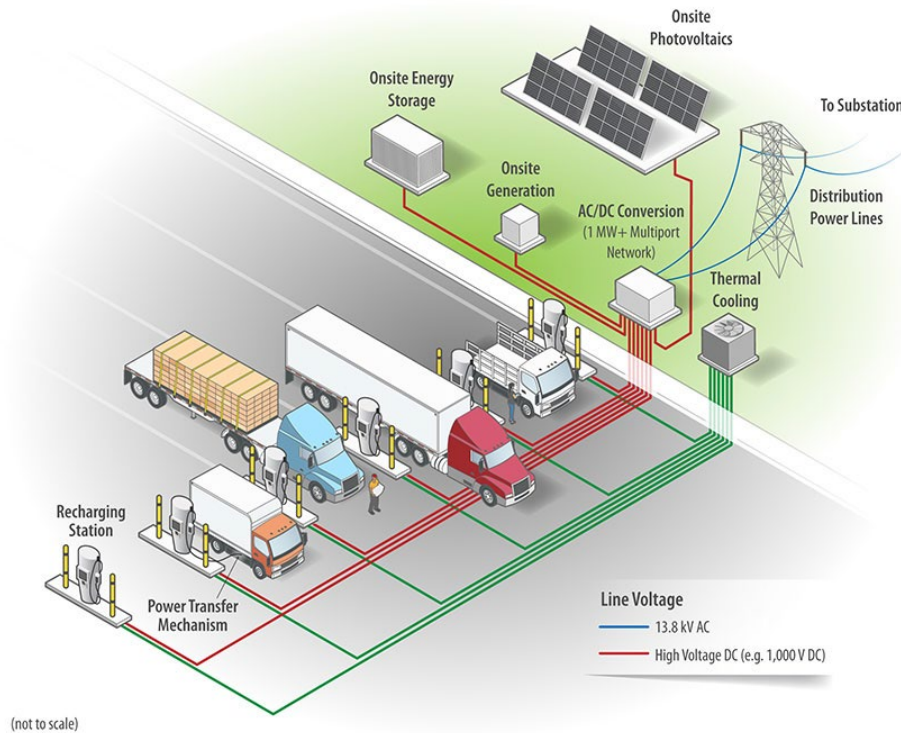 Onsite
Photovoltaics
Onsite Energy
Storage
To Substation
Onsite
Generation
AC/DC Conversion
(1 MW+ Multiport
Network)
Distribution
Power Lines
Thermal
Cooling
Recharging
Station
Power Transfer
Mechanism
Line Voltage
13.8 kV AC
High Voltage DC (e.g. 1,000 V DC)
(not to scale)